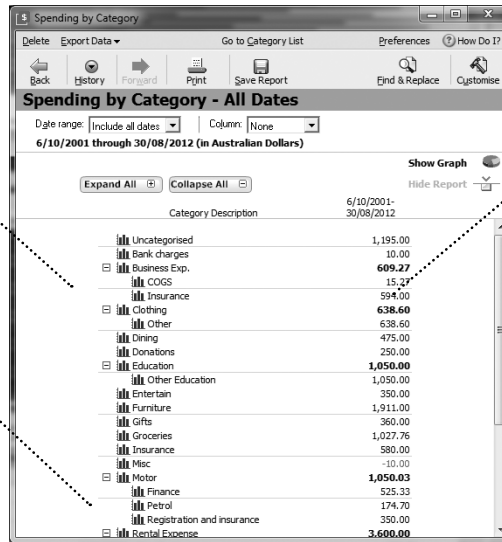 Spending by Category
Delete Export Data Go to Category List Preferences How Do I?
Back History Forward Print Save Report Find & Replace Customise
Spending by Category - All Dates
Date range: Include all dates Column: None
6/10/2001 through 30/08/2012 (in Australian Dollars)
Show Graph
Expand All Collapse All Hide Report
Category Description 6/10/2001-
30/08/2012
Uncategorised 1,195.00
Bank charges 10.00
Business Exp. 609.27
COGS 15.27
Insurance 594.00
Clothing 638.60
Other 638.60
Dining 475.00
Donations 250.00
Education 1,050.00
Other Education 1,050.00
Entertain 350.00
Furniture 1,911.00
Gifts 360.00
Groceries 1,027.76
Insurance 580.00
Misc -10.00
Motor 1,050.03
Finance 525.33
Petrol 174.70
Registration and insurance 350.00
Rental Expense 3,600.00